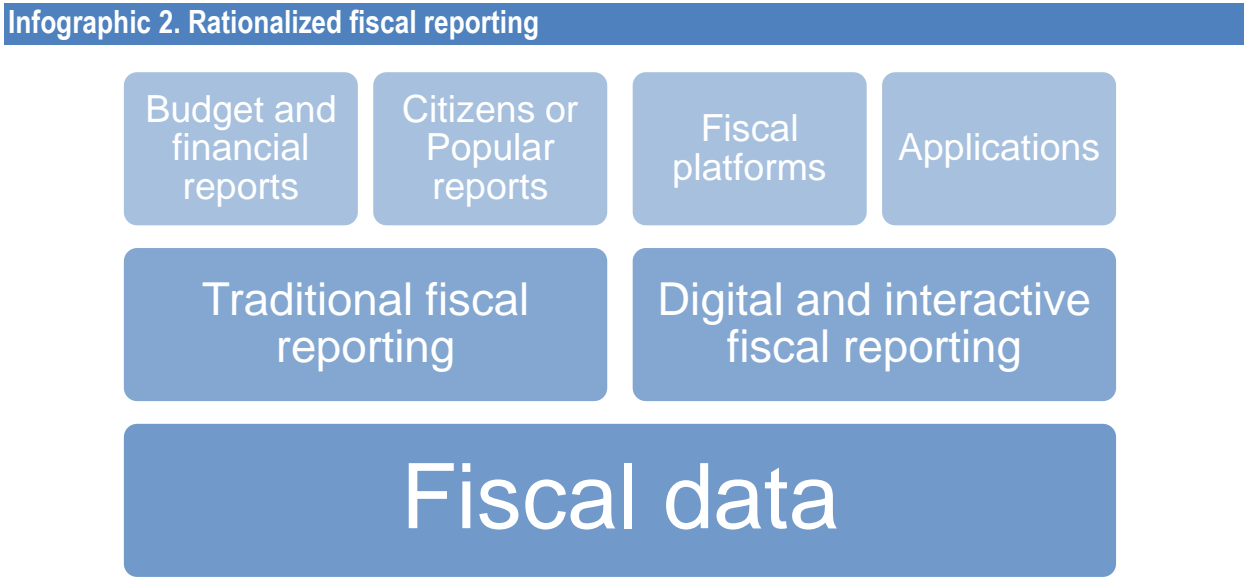 Infographic 2. Rationalized fiscal reporting
Budget and
financial
reports
Citizens or
Popular
reports
Fiscal
platforms
Applications
Traditional fiscal
reporting
Digital and interactive
fiscal reporting
Fiscal data